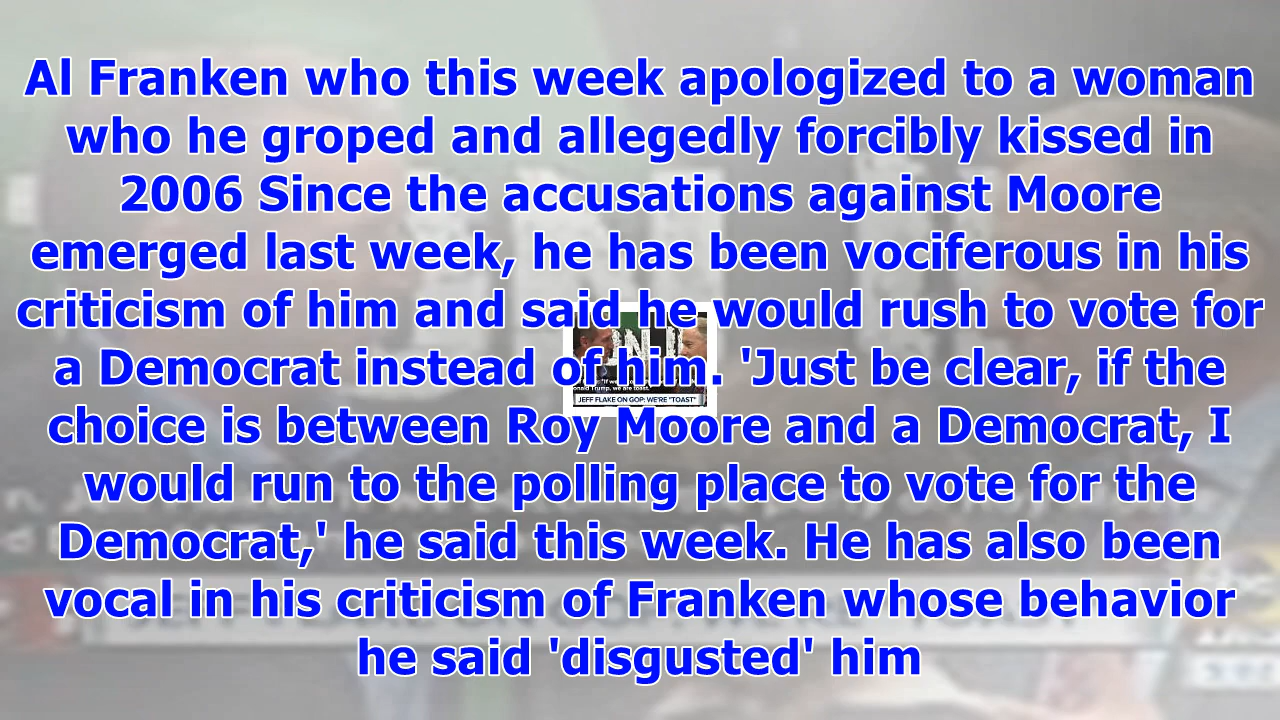 Al Franken who this week apologized to a woman
who he groped and allegedly forcibly kissed in
2006 Since the accusations against Moore
emerged last week, he has been vociferous in his
criticism of him and said he would rush to vote for
a Democrat instead of him. 'Just be clear, if the
choice is between Roy Moore and a Democrat, I
would run to the polling place to vote for the
Democrat,' he said this week. He has also been
vocal in his criticism of Franken whose behavior
he said 'disgusted' him
onald Trump, we are toast."
JEFF FLAKE ON GOP: WE'RE "TOAST"